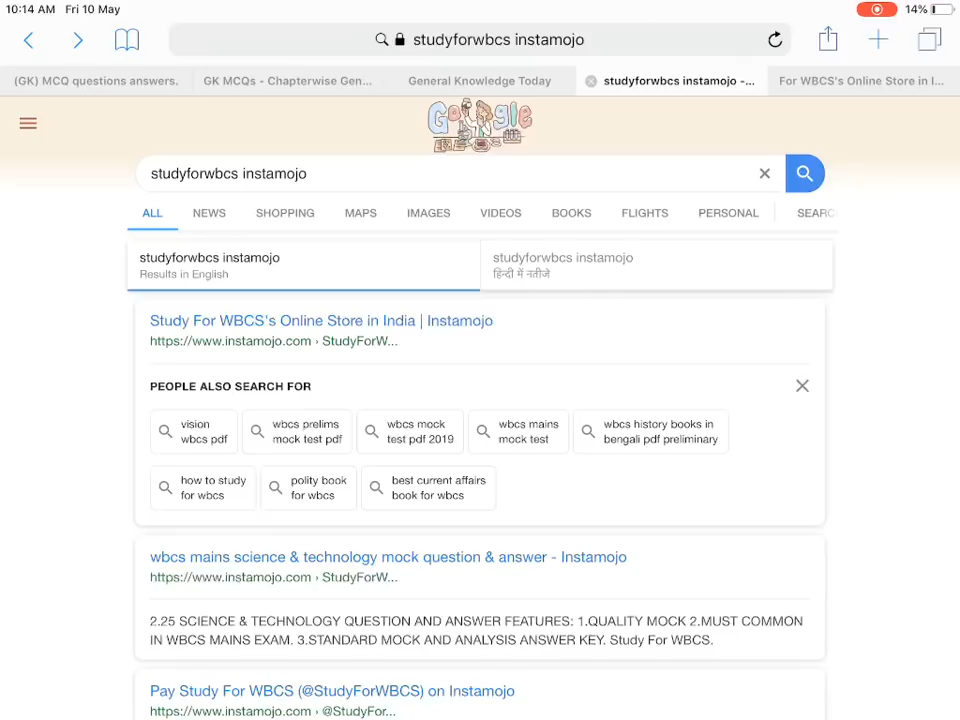 10:14 AM Fri 10 May
14%
studyforwbcs instamojo
(GK) MCQ questions answers.
GK MCQs - Chapterwise Gen...
General Knowledge Today
studyforwbcs instamojo -...
For WBCS's Online Store in I...
Google
studyforwbcs instamojo
ALL NEWS SHOPPING MAPS IMAGES VIDEOS BOOKS FLIGHTS PERSONAL SEARC
studyforwbcs instamojo
Results in English
studyforwbcs instamojo
हिन्दी में नतीजे
Study For WBCS's Online Store in India | Instamojo
https://www.instamojo.com › StudyForW...
PEOPLE ALSO SEARCH FOR
vision
wbcs pdf
wbcs prelims
mock test pdf
wbcs mock
test pdf 2019
wbcs mains
mock test
wbcs history books in
bengali pdf preliminary
how to study
for wbcs
polity book
for wbcs
best current affairs
book for wbcs
wbcs mains science & technology mock question & answer - Instamojo
https://www.instamojo.com › StudyForW...
2.25 SCIENCE & TECHNOLOGY QUESTION AND ANSWER FEATURES: 1.QUALITY MOCK 2.MUST COMMON
IN WBCS MAINS EXAM. 3.STANDARD MOCK AND ANALYSIS ANSWER KEY. Study For WBCS.
Pay Study For WBCS (@StudyForWBCS) on Instamojo
https://www.instamojo.com › @StudyFor...